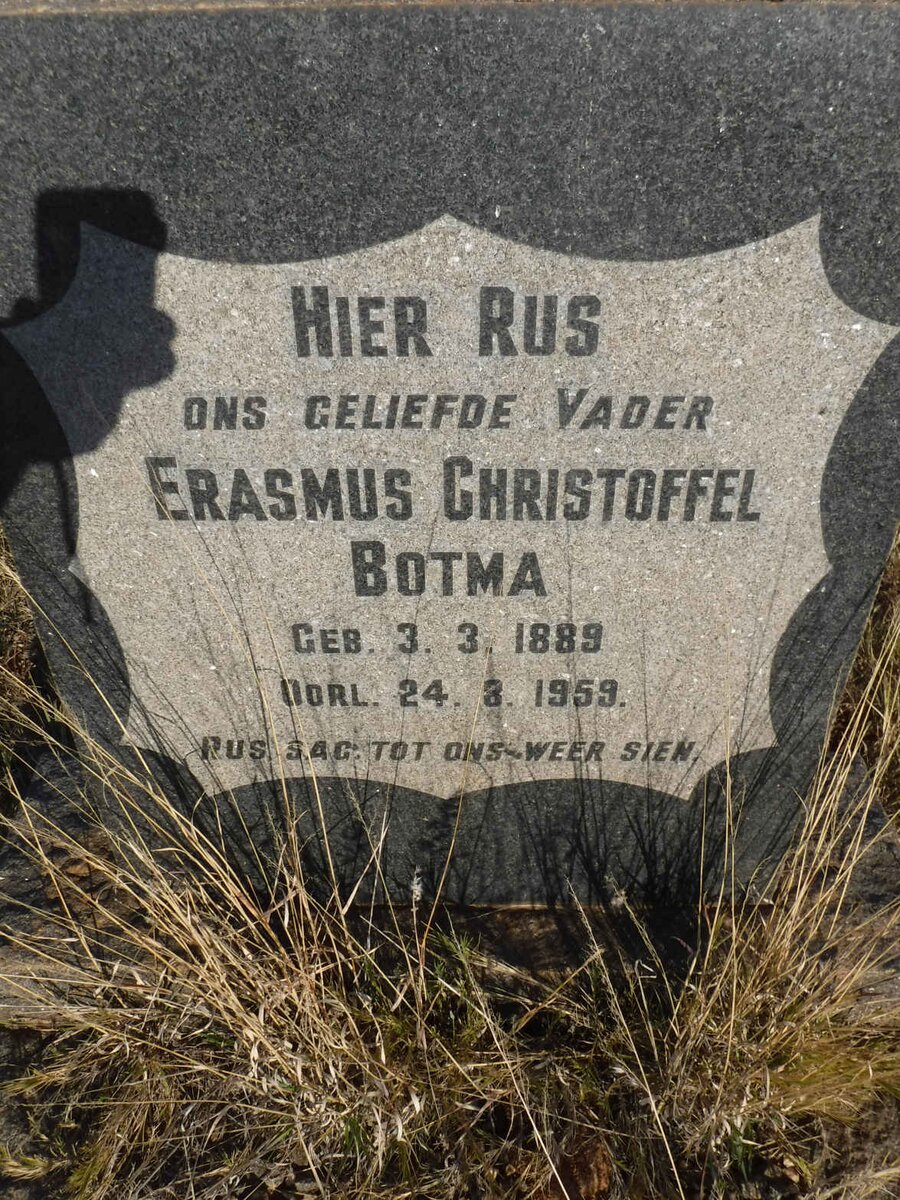 HIER RUS
ONS GELIEFDE VADER
ERASMUS CHRISTOFFEL
BOTMA
GEB. 3. 3. 1889
OORL. 24. 8. 1959.
RUS SAG TOT ONS WEER SIEN.